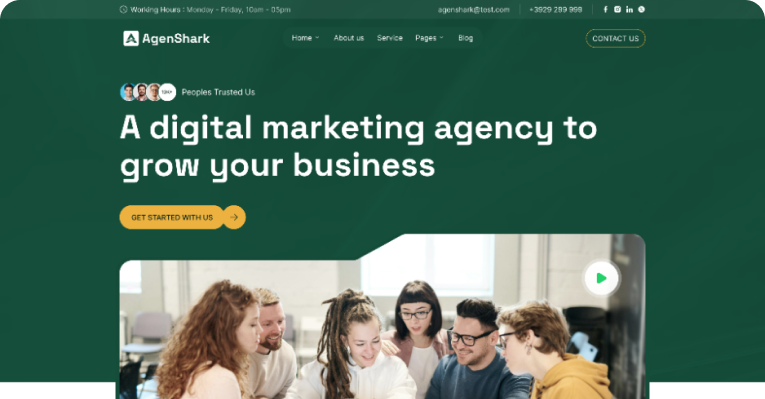 Working Hours : Monday - Friday, 10am - 05pm
agenshark@tost.com
+3929 289 999
AgenShark
Home
About us
Service
Pages
Blog
CONTACT US
Peoples Trusted Us
A digital marketing agency to
grow your business
GET STARTED WITH US